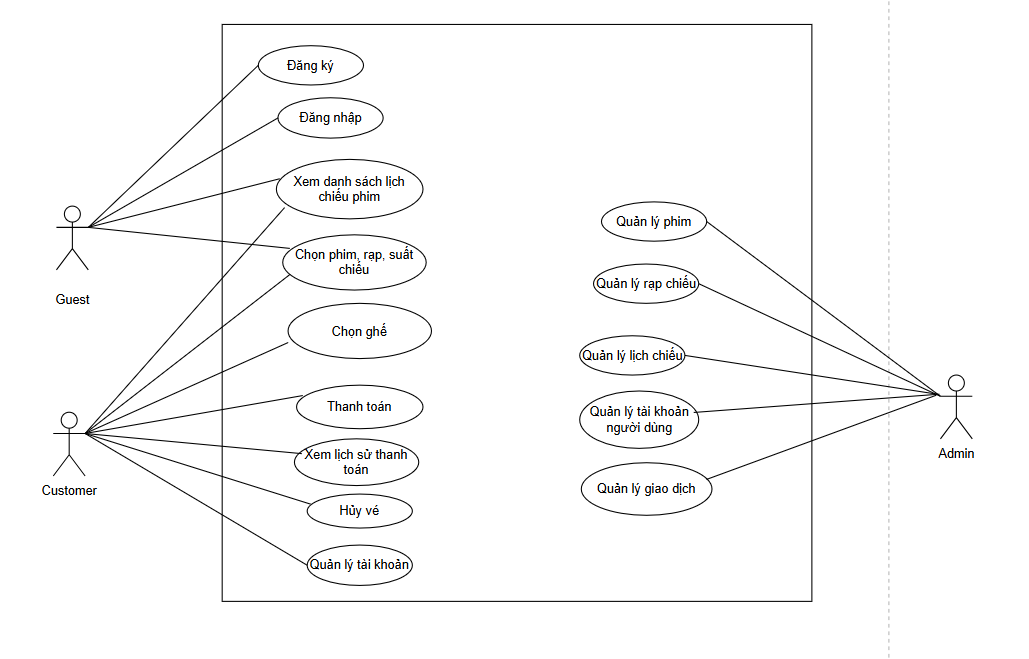 Đăng ký
Đăng nhập
Xem danh sách lịch
chiếu phim
Chọn phim, rạp, suất
chiếu
Chọn ghế
Thanh toán
Xem lịch sử thanh
toán
Hủy vé
Quản lý tài khoản
Guest
Customer
Quản lý phim
Quản lý rạp chiếu
Quản lý lịch chiếu
Quản lý tài khoản
người dùng
Quản lý giao dịch
Admin